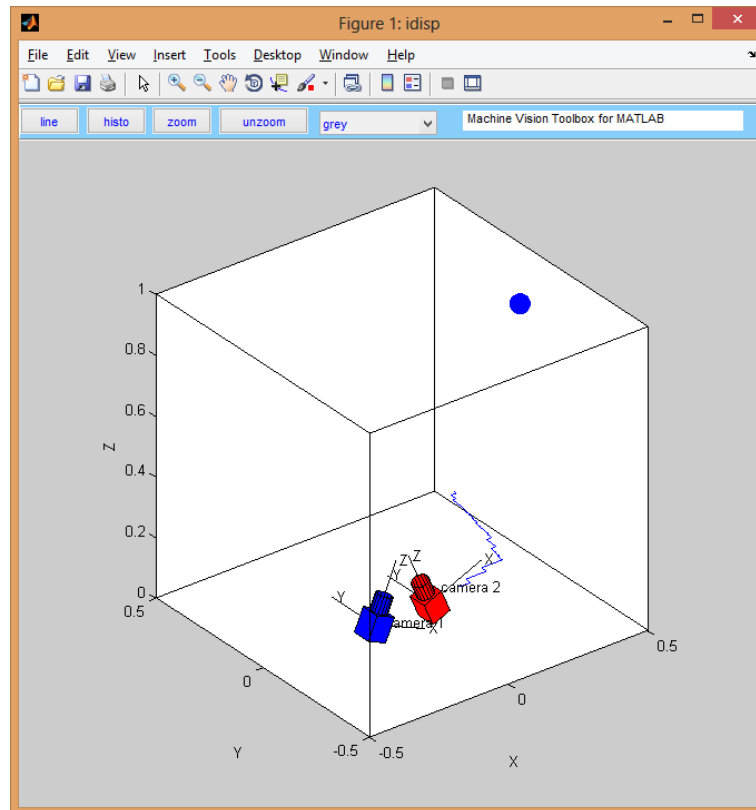 Figure 1: idisp
File Edit View Insert Tools Desktop Window Help
line histo zoom unzoom grey Machine Vision Toolbox for MATLAB
1
0.8
0.6
Z
0.4
0.2
0
0.5
Z Z
Y Y X
camera 2
amera 1
X
0.5
0
0
-0.5 -0.5
Y
X